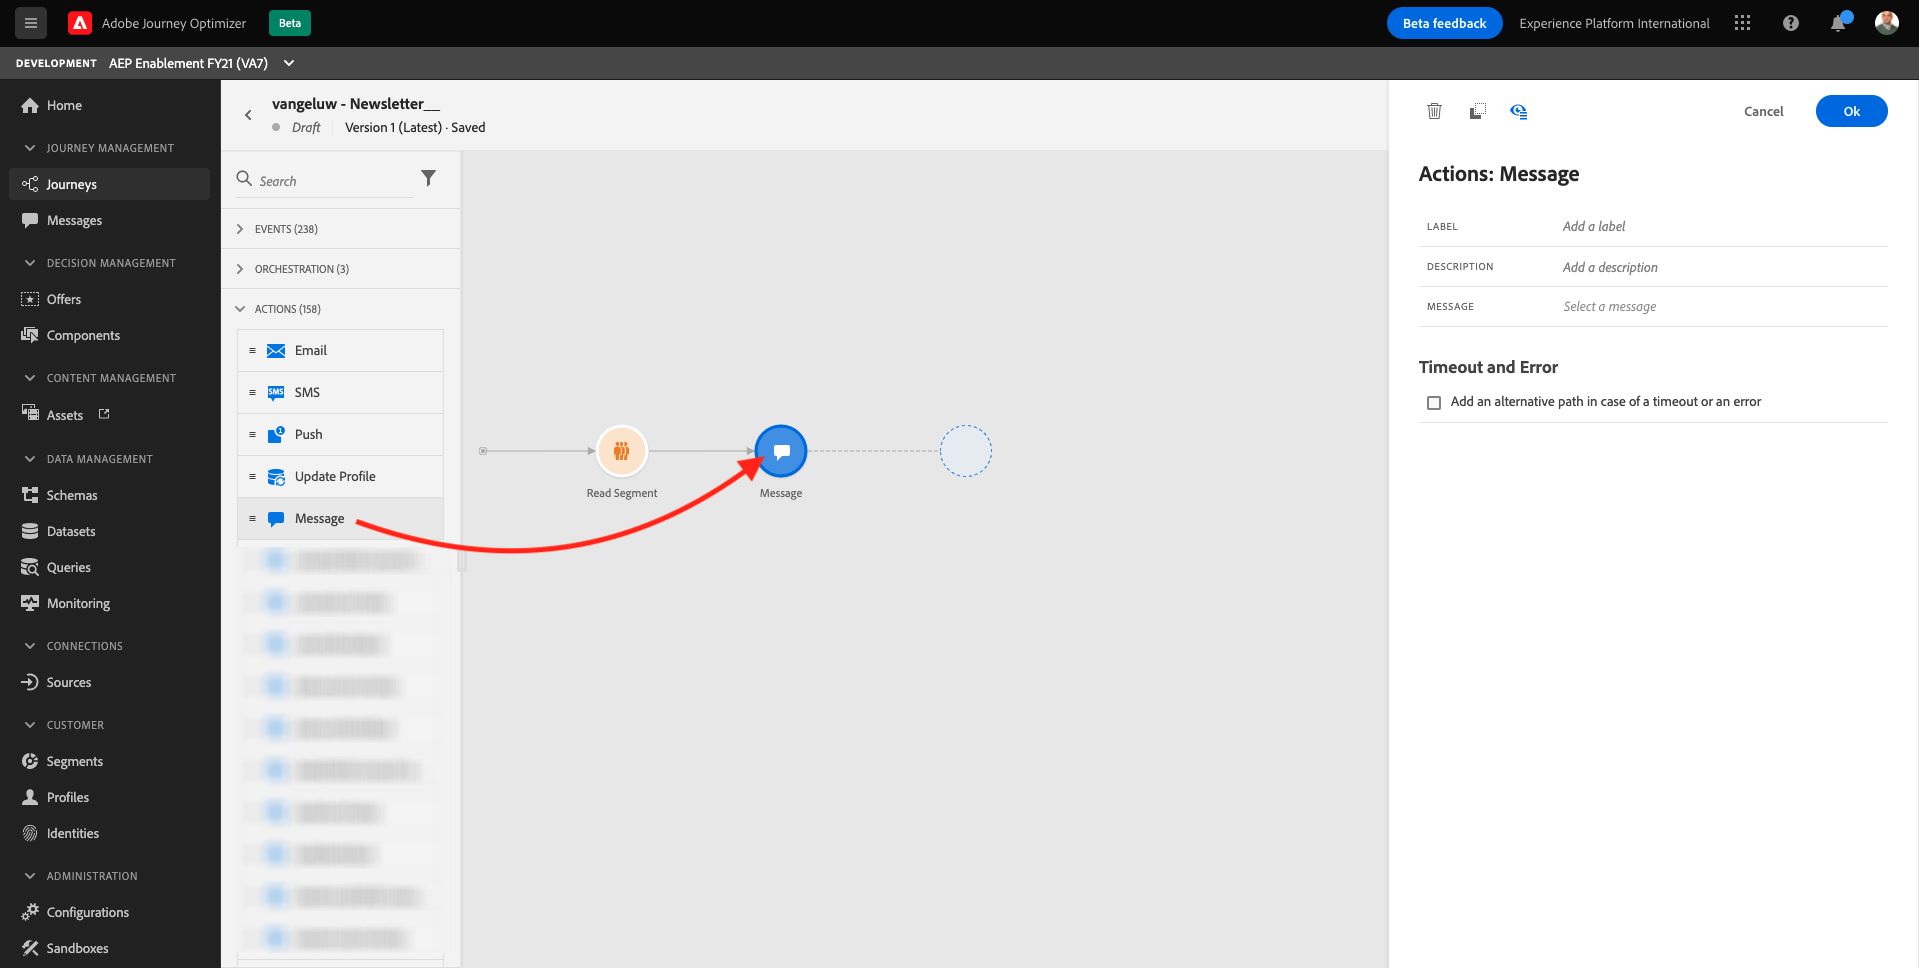 Adobe Journey Optimizer Beta Beta feedback Experience Platform International
DEVELOPMENT AEP Enablement FY21 (VA7)
Home
JOURNEY MANAGEMENT
Journeys
Messages
DECISION MANAGEMENT
Offers
Components
CONTENT MANAGEMENT
Assets
DATA MANAGEMENT
Schemas
Datasets
Queries
Monitoring
CONNECTIONS
Sources
CUSTOMER
Segments
Profiles
Identities
ADMINISTRATION
Configurations
Sandboxes
vangeluw - Newsletter__
Draft Version 1 (Latest) · Saved
Search
EVENTS (238)
ORCHESTRATION (3)
ACTIONS (158)
Email
SMS SMS
1 Push
Update Profile
Message
Read Segment
Message
Cancel Ok
Actions: Message
LABEL Add a label
DESCRIPTION Add a description
MESSAGE Select a message
Timeout and Error
Add an alternative path in case of a timeout or an error